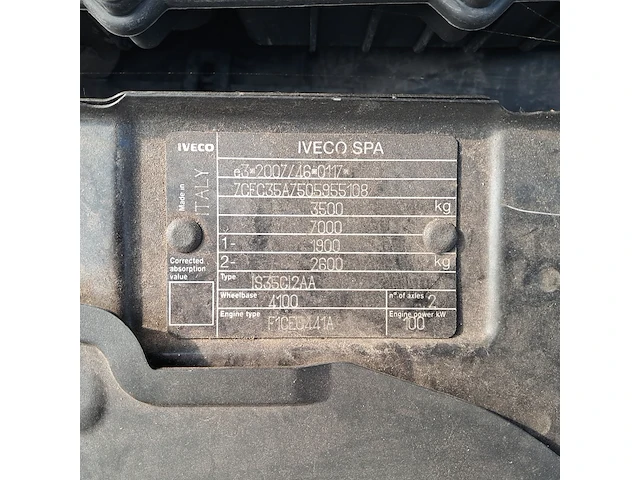 IVECO IVECO SPA
Made in ITALY
e3*2007/46*0117*
ZCFC35A7505955108
3500 kg
7000
1- 1900
2- 2600 kg
Corrected absorption value
Type IS35CI2AA
Wheelbase 4100 n° of axles 2
Engine type F1CE0441A Engine power kW 100